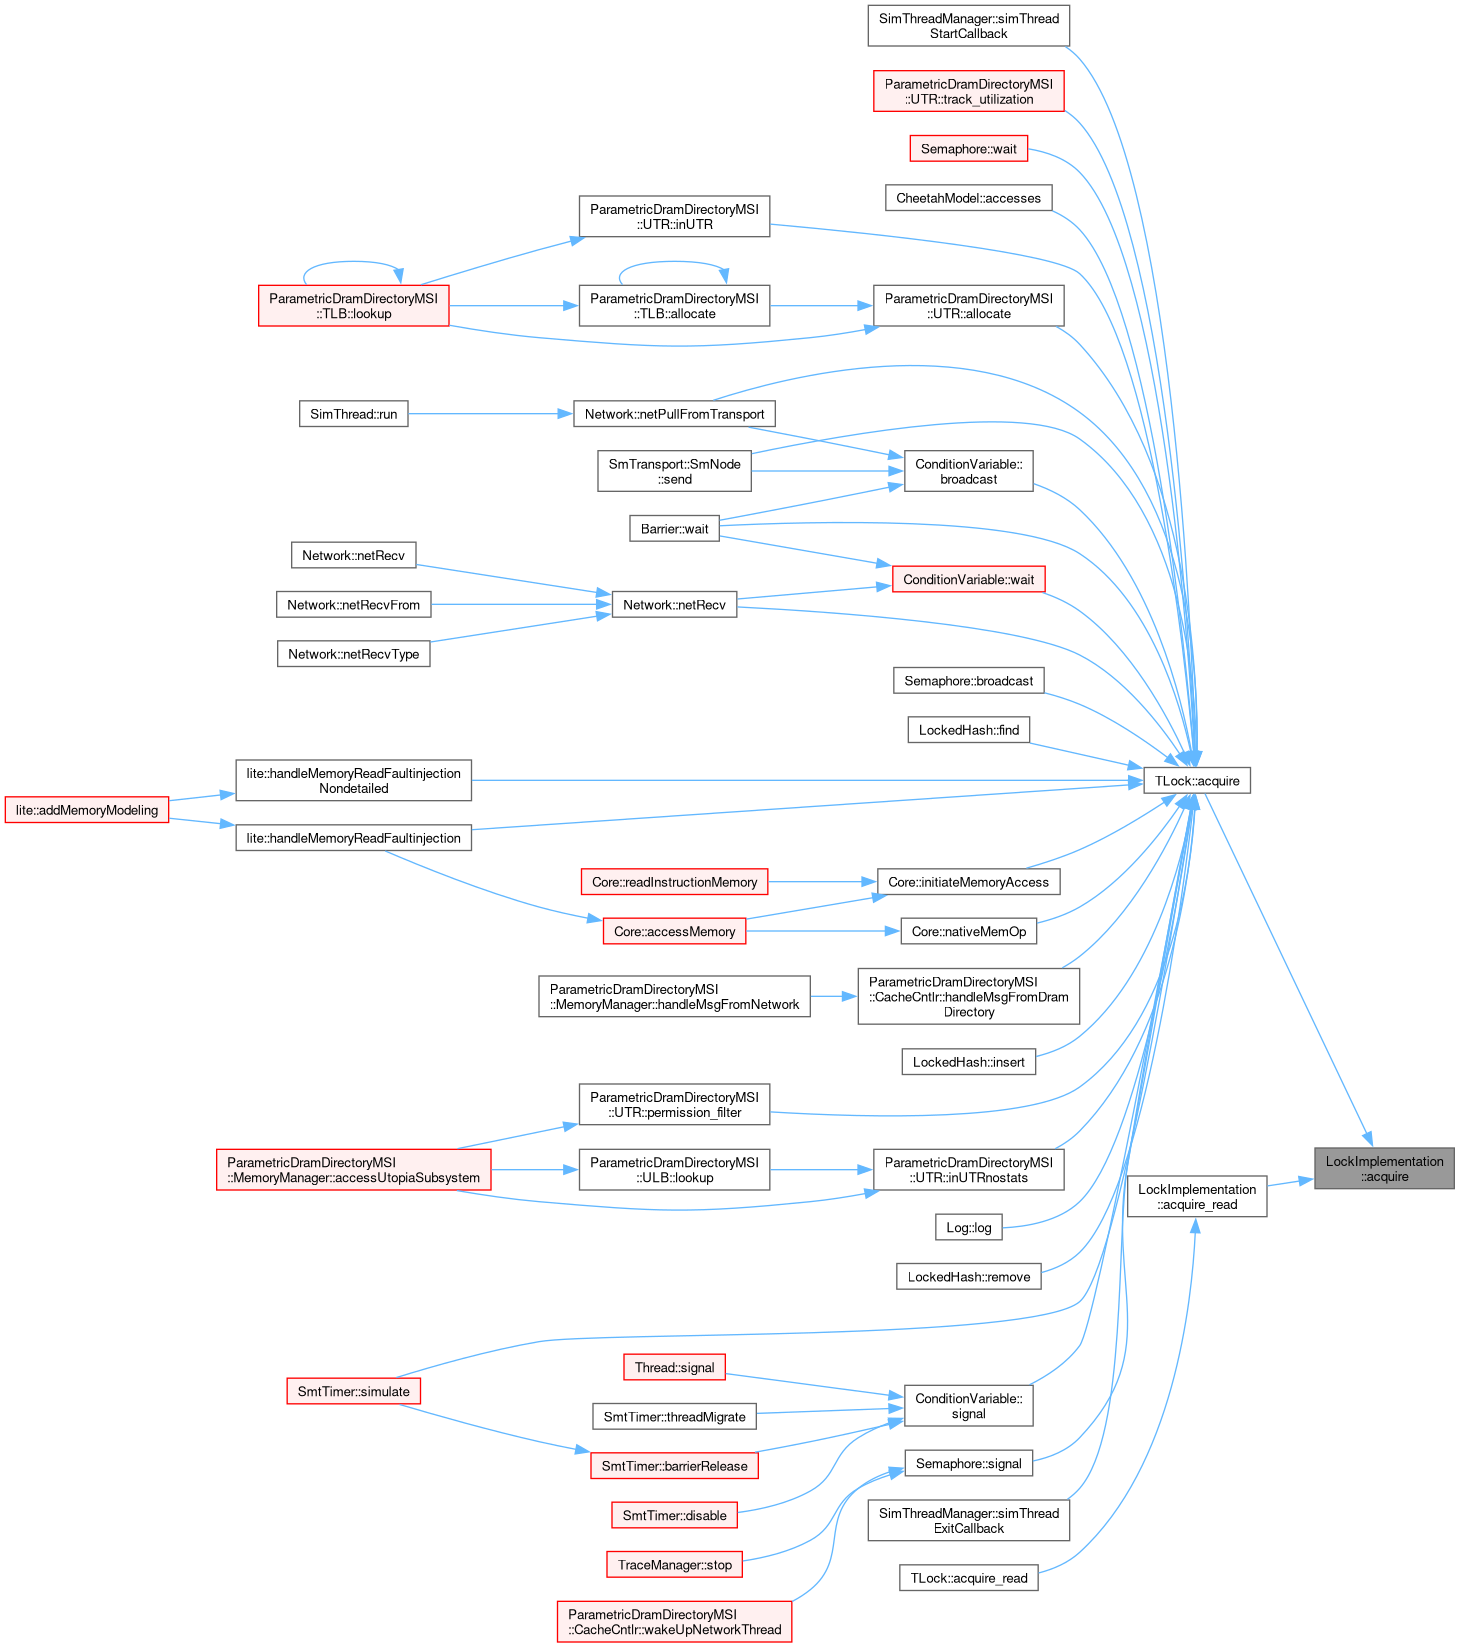 SimThreadManager::simThread
StartCallback
ParametricDramDirectoryMSI
::UTR::track_utilization
Semaphore::wait
CheetahModel::accesses
ParametricDramDirectoryMSI
::UTR::inUTR
ParametricDramDirectoryMSI
::TLB::lookup
ParametricDramDirectoryMSI
::TLB::allocate
ParametricDramDirectoryMSI
::UTR::allocate
SimThread::run
Network::netPullFromTransport
SmTransport::SmNode
::send
ConditionVariable::
broadcast
Barrier::wait
Network::netRecv
ConditionVariable::wait
Network::netRecvFrom
Network::netRecv
Network::netRecvType
Semaphore::broadcast
LockedHash::find
TLock::acquire
lite::handleMemoryReadFaultinjection
Nondetailed
lite::addMemoryModeling
lite::handleMemoryReadFaultinjection
Core::readInstructionMemory
Core::initiateMemoryAccess
Core::accessMemory
Core::nativeMemOp
ParametricDramDirectoryMSI
::MemoryManager::handleMsgFromNetwork
ParametricDramDirectoryMSI
::CacheCntlr::handleMsgFromDram
Directory
LockedHash::insert
ParametricDramDirectoryMSI
::UTR::permission_filter
ParametricDramDirectoryMSI
::MemoryManager::accessUtopiaSubsystem
ParametricDramDirectoryMSI
::ULB::lookup
ParametricDramDirectoryMSI
::UTR::inUTRnostats
LockImplementation
::acquire
LockImplementation
::acquire_read
Log::log
LockedHash::remove
Thread::signal
SmtTimer::simulate
ConditionVariable::
signal
SmtTimer::threadMigrate
SmtTimer::barrierRelease
Semaphore::signal
SmtTimer::disable
SimThreadManager::simThread
ExitCallback
TraceManager::stop
TLock::acquire_read
ParametricDramDirectoryMSI
::CacheCntlr::wakeUpNetworkThread